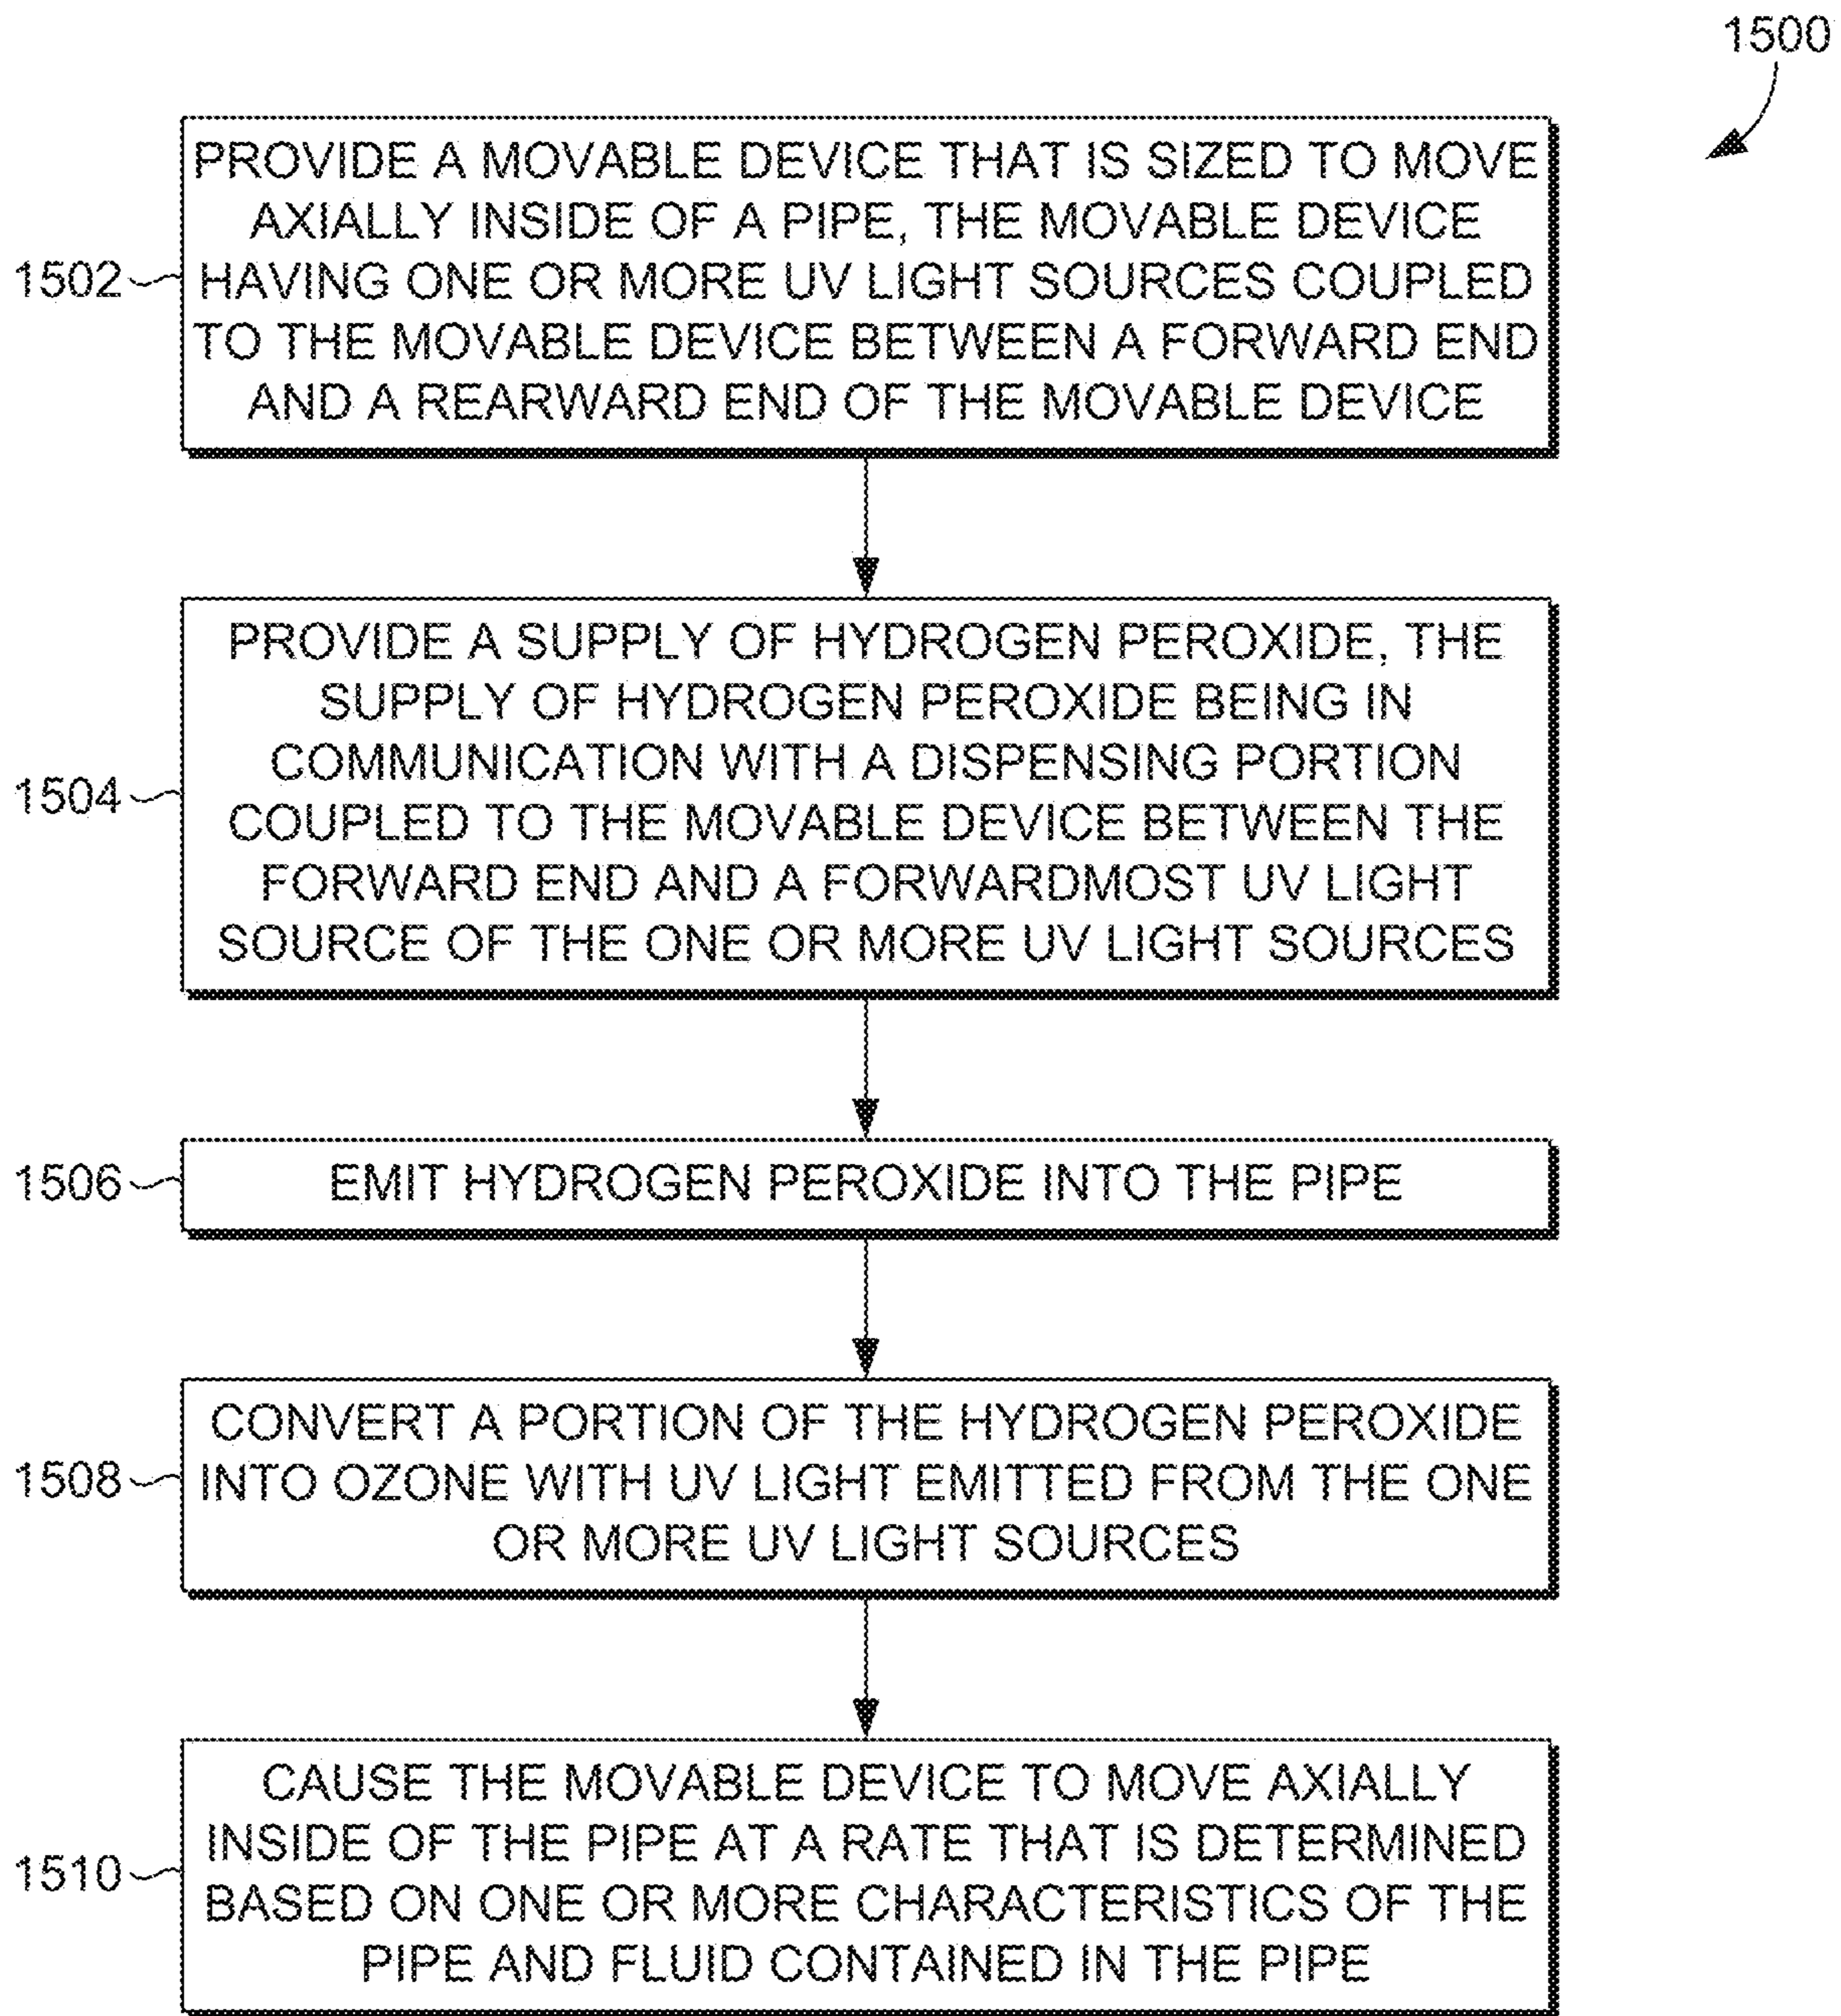 1500
PROVIDE A MOVABLE DEVICE THAT IS SIZED TO MOVE
AXIALLY INSIDE OF A PIPE, THE MOVABLE DEVICE
1502
HAVING ONE OR MORE UV LIGHT SOURCES COUPLED
TO THE MOVABLE DEVICE BETWEEN A FORWARD END
AND A REARWARD END OF THE MOVABLE DEVICE
PROVIDE A SUPPLY OF HYDROGEN PEROXIDE, THE
SUPPLY OF HYDROGEN PEROXIDE BEING IN
COMMUNICATION WITH A DISPENSING PORTION
1504
COUPLED TO THE MOVABLE DEVICE BETWEEN THE
FORWARD END AND A FORWARDMOST UV LIGHT
SOURCE OF THE ONE OR MORE UV LIGHT SOURCES
1506
EMIT HYDROGEN PEROXIDE INTO THE PIPE
CONVERT A PORTION OF THE HYDROGEN PEROXIDE
1508
INTO OZONE WITH UV LIGHT EMITTED FROM THE ONE
OR MORE UV LIGHT SOURCES
CAUSE THE MOVABLE DEVICE TO MOVE AXIALLY
INSIDE OF THE PIPE AT A RATE THAT IS DETERMINED
1510
BASED ON ONE OR MORE CHARACTERISTICS OF THE
PIPE AND FLUID CONTAINED IN THE PIPE